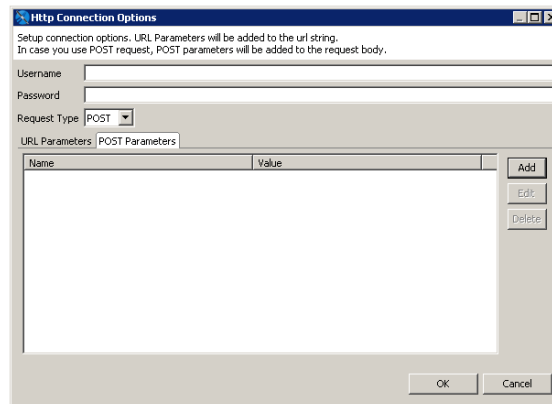 Http Connection Options
Setup connection options. URL Parameters will be added to the url string.
In case you use POST request, POST parameters will be added to the request body.
Username
Password
Request Type POST
URL Parameters POST Parameters
Name Value
Add
Edit
Delete
OK Cancel